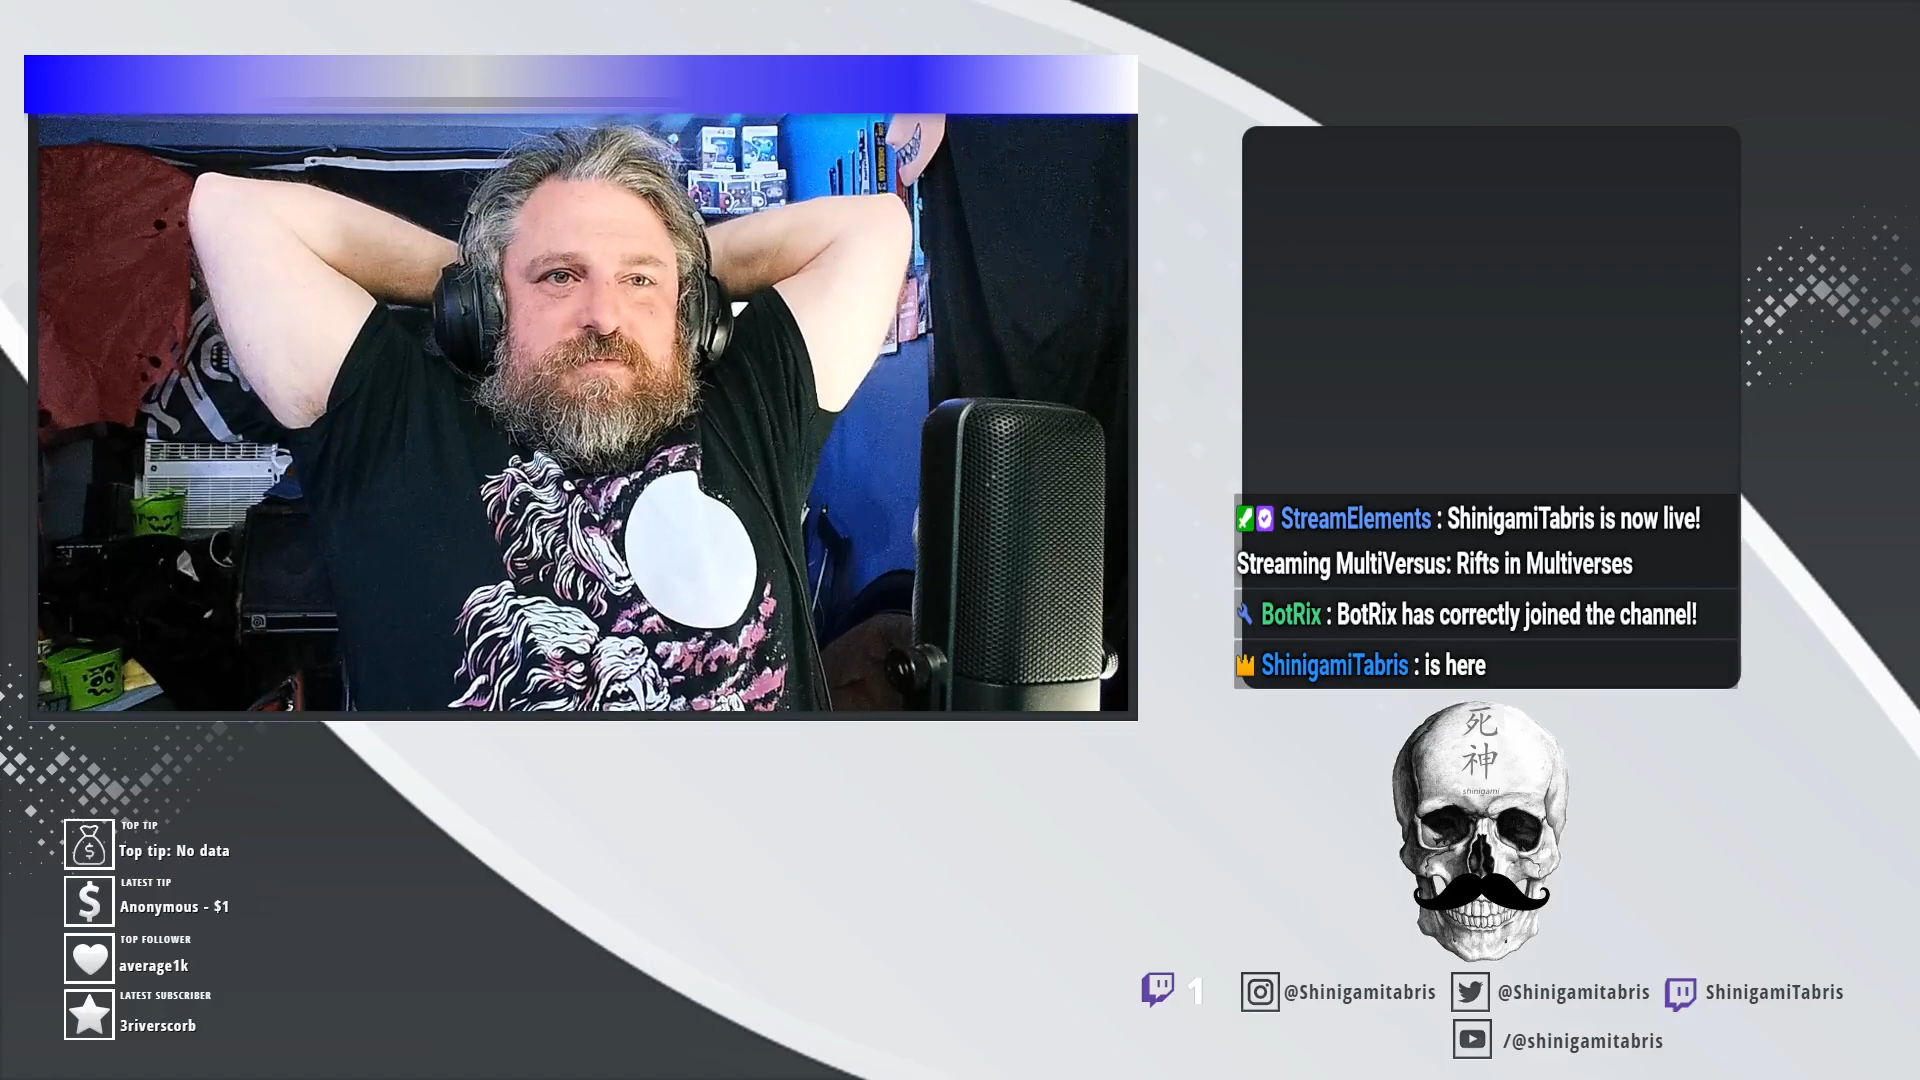 StreamElements : ShinigamiTabris is now live!
Streaming MultiVersus: Rifts in Multiverses
BotRix : BotRix has correctly joined the channel!
ShinigamiTabris : is here
死
神
shinigami
TOP TIP
Top tip: No data
LATEST TIP
Anonymous - $1
TOP FOLLOWER
average1k
LATEST SUBSCRIBER
3riverscorb
1
@Shinigamitabris
@Shinigamitabris
ShinigamiTabris
/@shinigamitabris